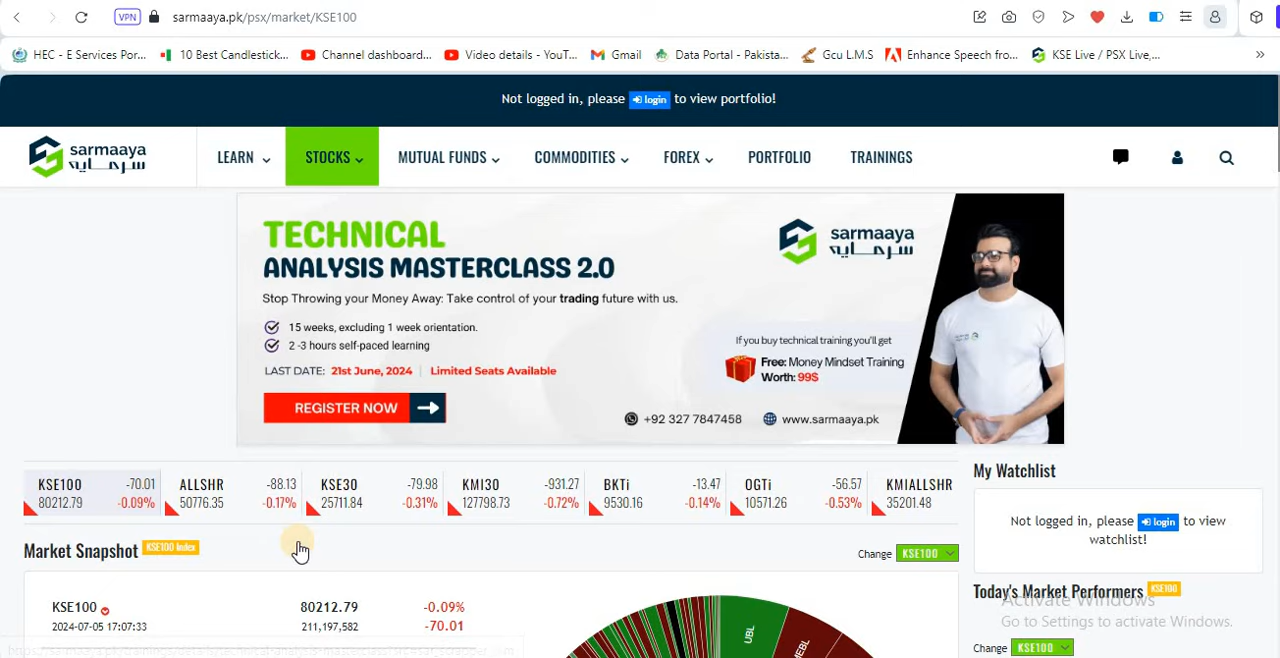 VPN sarmaaya.pk/psx/market/KSE100
HEC - E Services Por... 10 Best Candlestick... Channel dashboard... Video details - YouT... Gmail Data Portal - Pakista... Gcu L.M.S Enhance Speech fro... KSE Live / PSX Live,... »
Not logged in, please login to view portfolio!
sarmaaya
سرمایہ
LEARN STOCKS MUTUAL FUNDS COMMODITIES FOREX PORTFOLIO TRAININGS
TECHNICAL
ANALYSIS MASTERCLASS 2.0
Stop Throwing your Money Away: Take control of your trading future with us.
15 weeks, excluding 1 week orientation.
2 -3 hours self-paced learning
LAST DATE: 21st June, 2024 | Limited Seats Available
REGISTER NOW
sarmaaya
سرمایہ
If you buy technical training you'll get
Free: Money Mindset Training
Worth: 99$
+92 327 7847458 www.sarmaaya.pk
KSE100 -70.01
80212.79 -0.09%
ALLSHR -88.13
50776.35 -0.17%
KSE30 -79.98
25711.84 -0.31%
KMI30 -931.27
127798.73 -0.72%
BKTi -13.47
9530.16 -0.14%
OGTi -56.57
10571.26 -0.53%
KMIALLSHR
35201.48
My Watchlist
Not logged in, please login to view
watchlist!
Market Snapshot KSE100 Index
Change KSE100
KSE100 80212.79 -0.09%
2024-07-05 17:07:33 211,197,582 -70.01
UBL
MEBL
Today's Market Performers KSE100
Change KSE100
Activate Windows
Go to Settings to activate Windows.